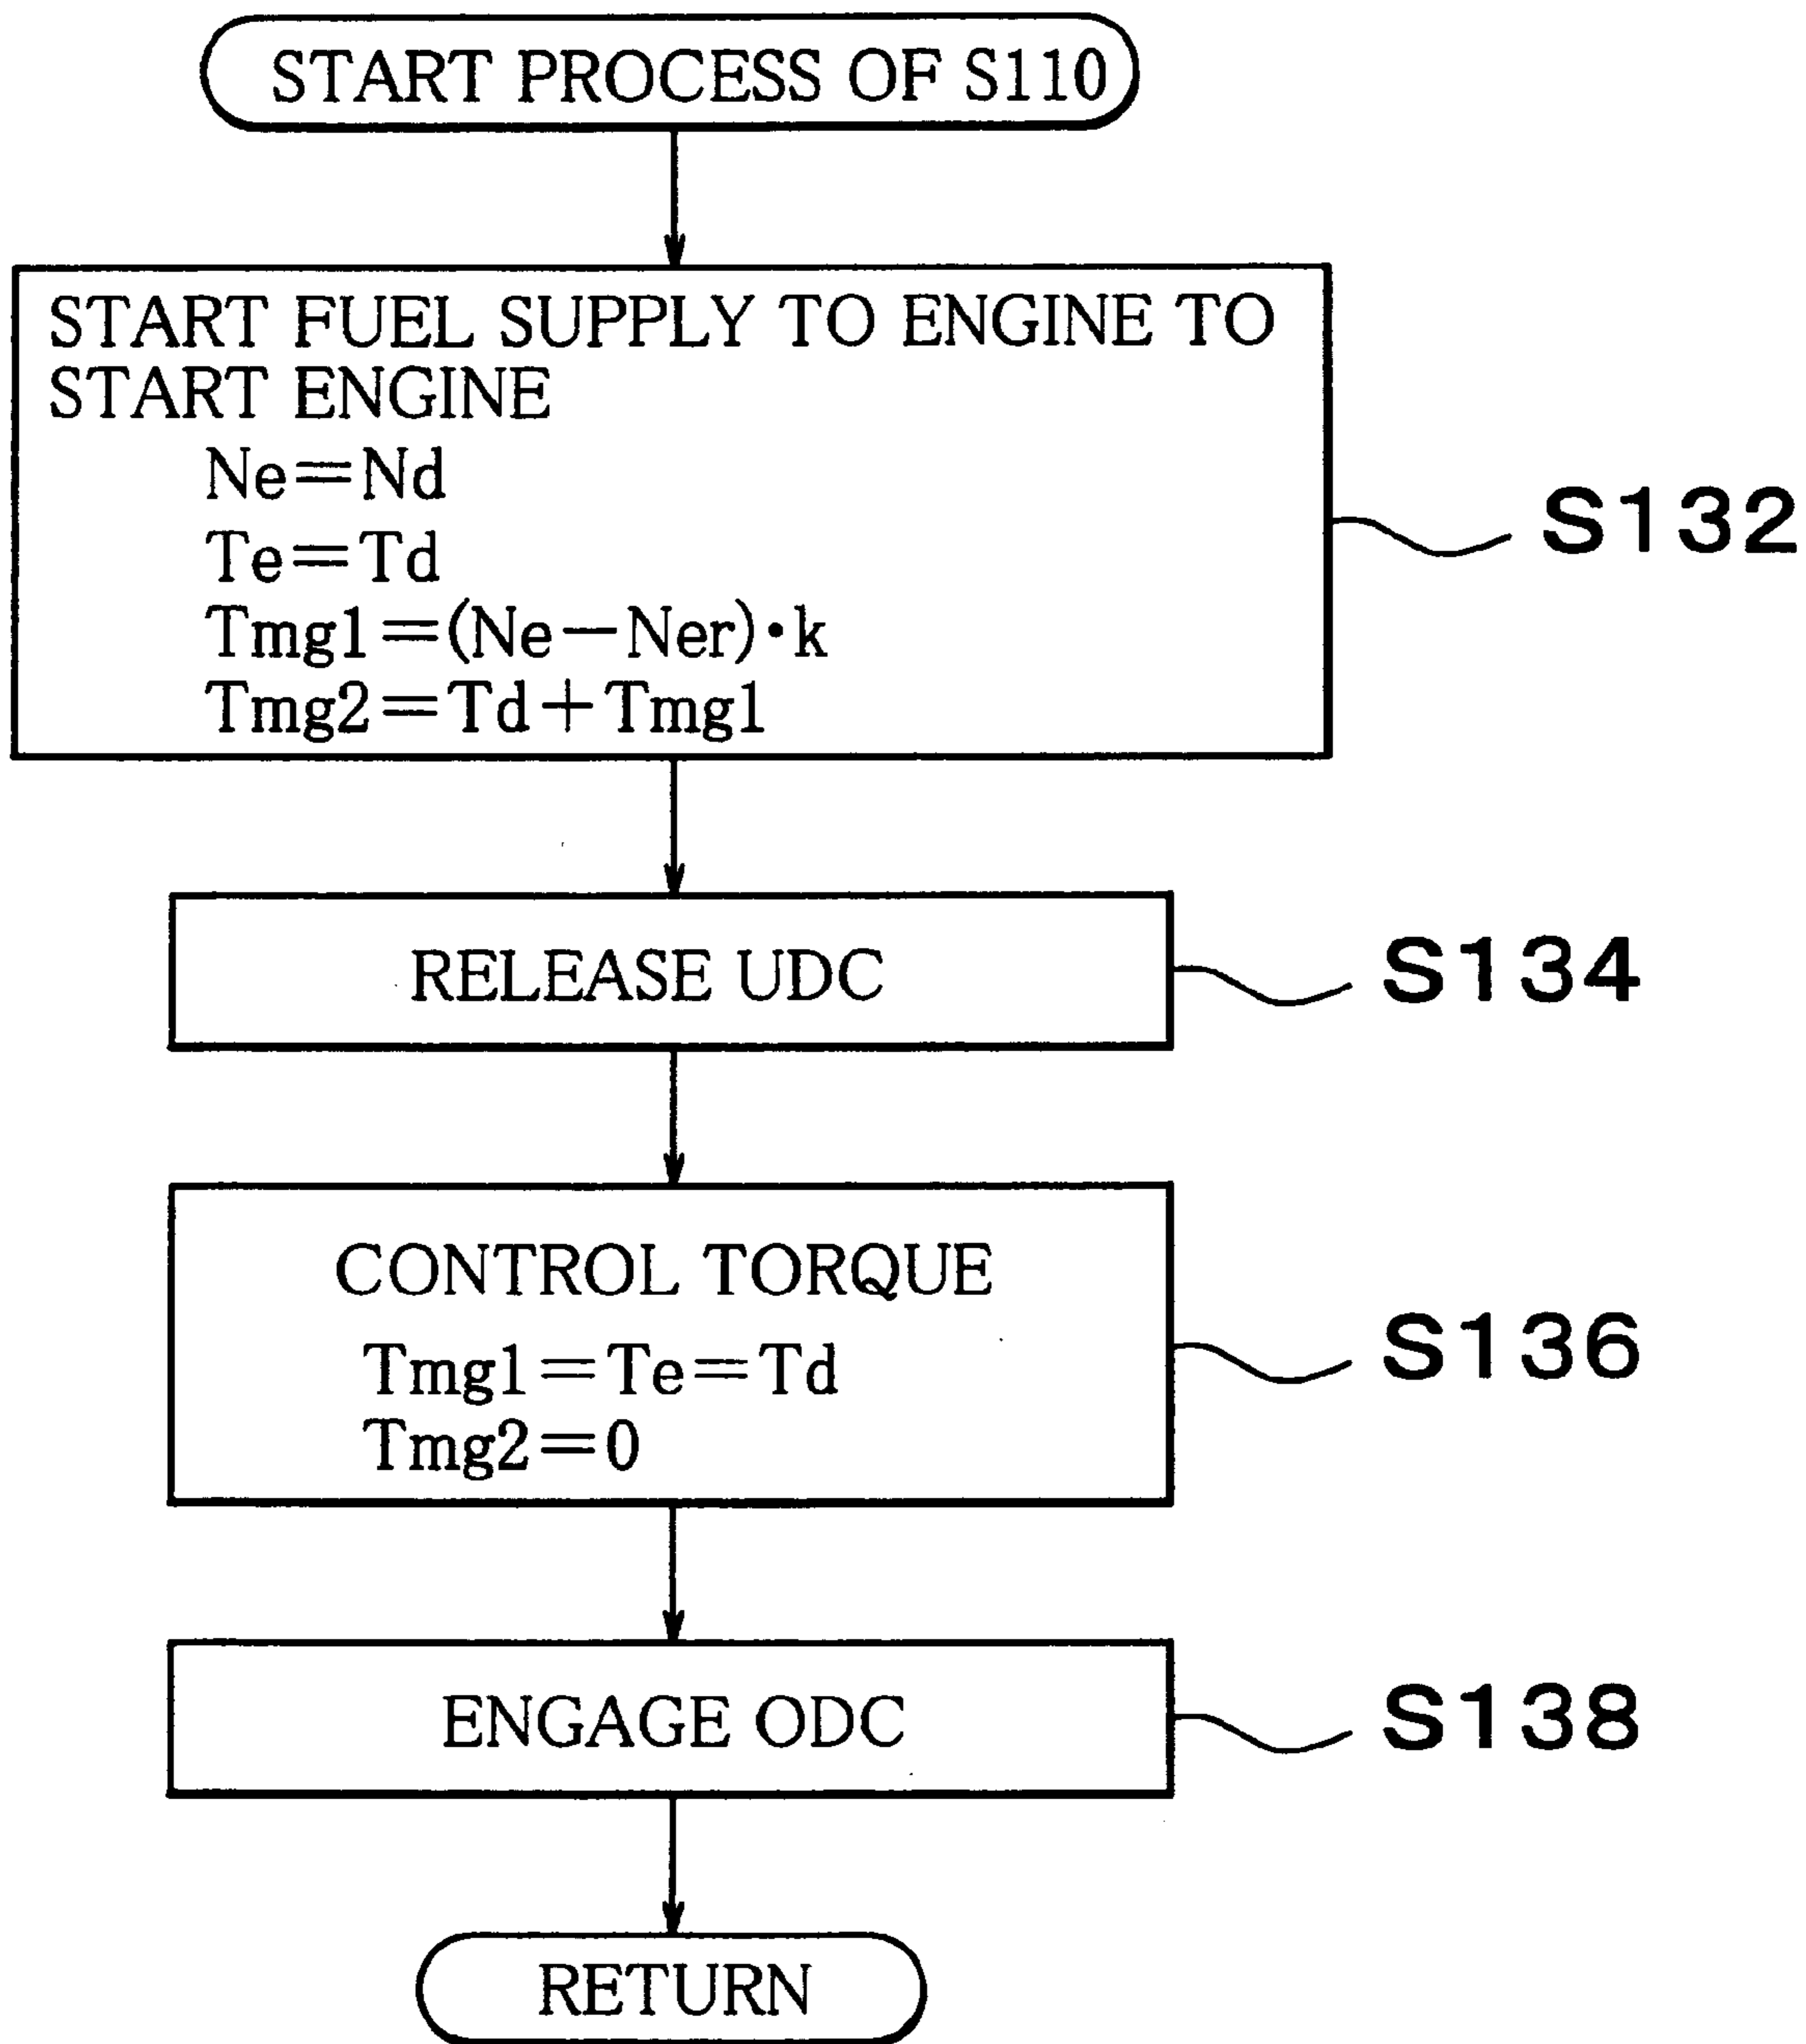 START PROCESS OF S110
START FUEL SUPPLY TO ENGINE TO
START ENGINE
Ne=Nd
Te=Td
Tmg1=(Ne-Ner)·k
Tmg2=Td+Tmg1
S132
RELEASE UDC
S134
CONTROL TORQUE
Tmg1=Te=Td
Tmg2=0
S136
ENGAGE ODC
S138
RETURN